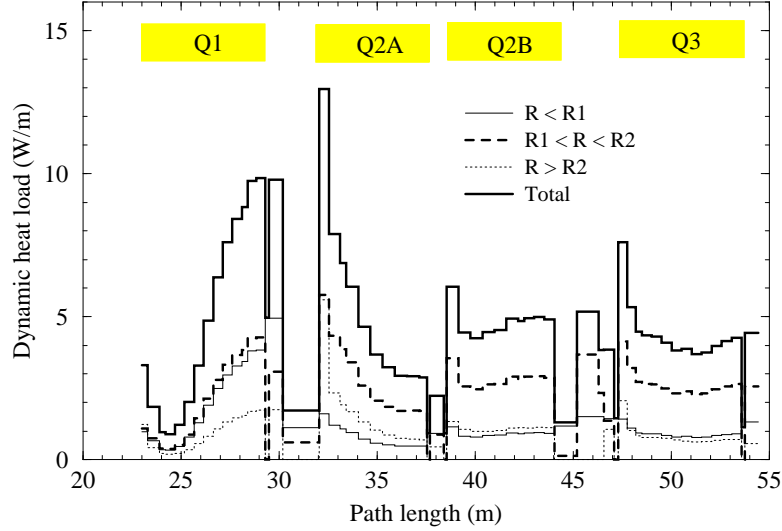 Q1 Q2A Q2B Q3
R < R1
R1 < R < R2
R > R2
Total
Dynamic heat load (W/m)
15
10
5
0
20 25 30 35 40 45 50 55
Path length (m)